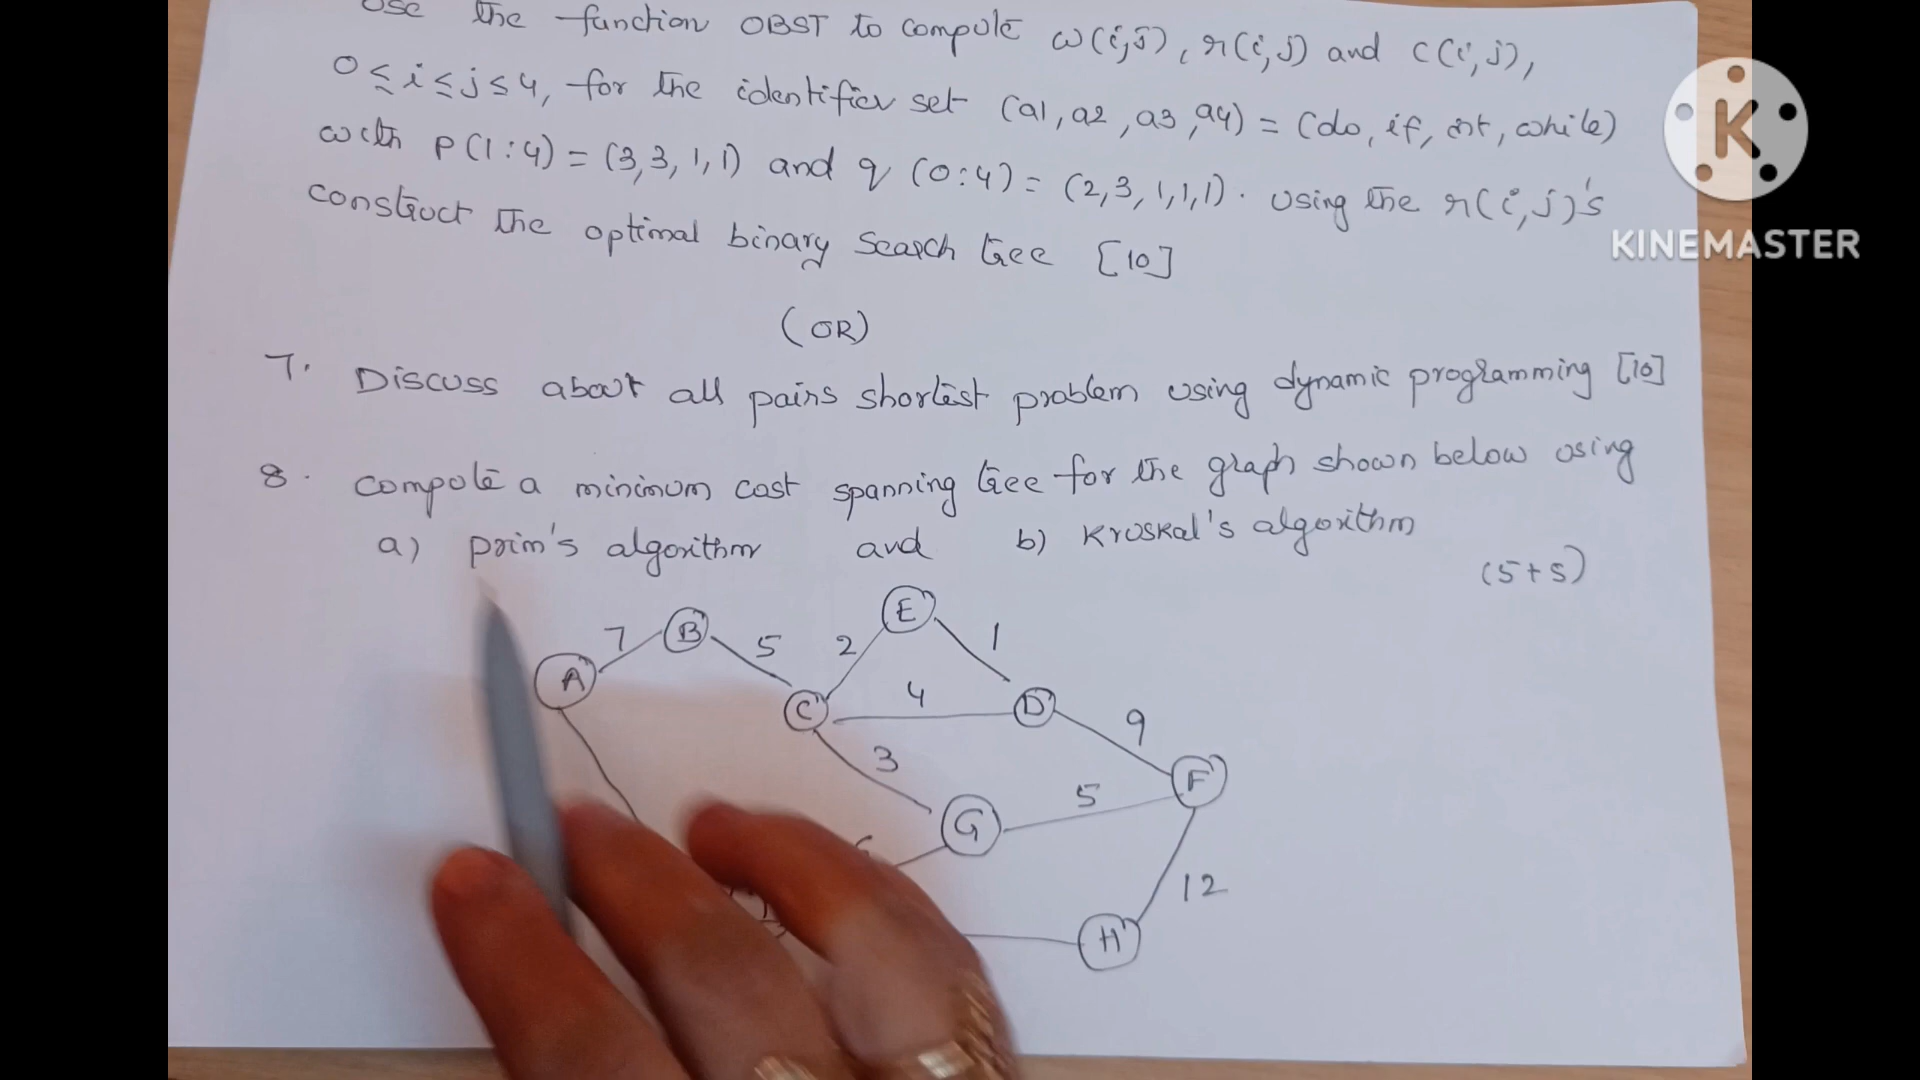 Use the function OBST to compute w(i,j), r(i,j) and c(i,j),
0≤i≤j≤4, for the identifier set (a1, a2, a3, a4) = (do, if, int, while)
with p(1:4) = (3,3,1,1) and q (0:4) = (2,3,1,1,1). Using the r(i,j)'s
construct the optimal binary search tree [10]
(OR)
7. Discuss about all pairs shortest problem using dynamic programming [10]
8. compute a minimum cost spanning tree for the graph shown below using
a) prim's algorithm and b) Kruskal's algorithm
(5+5)
E
7 B 5 2 1
A C 4 D 9
3 F
G 5
12
H
K
KINEMASTER